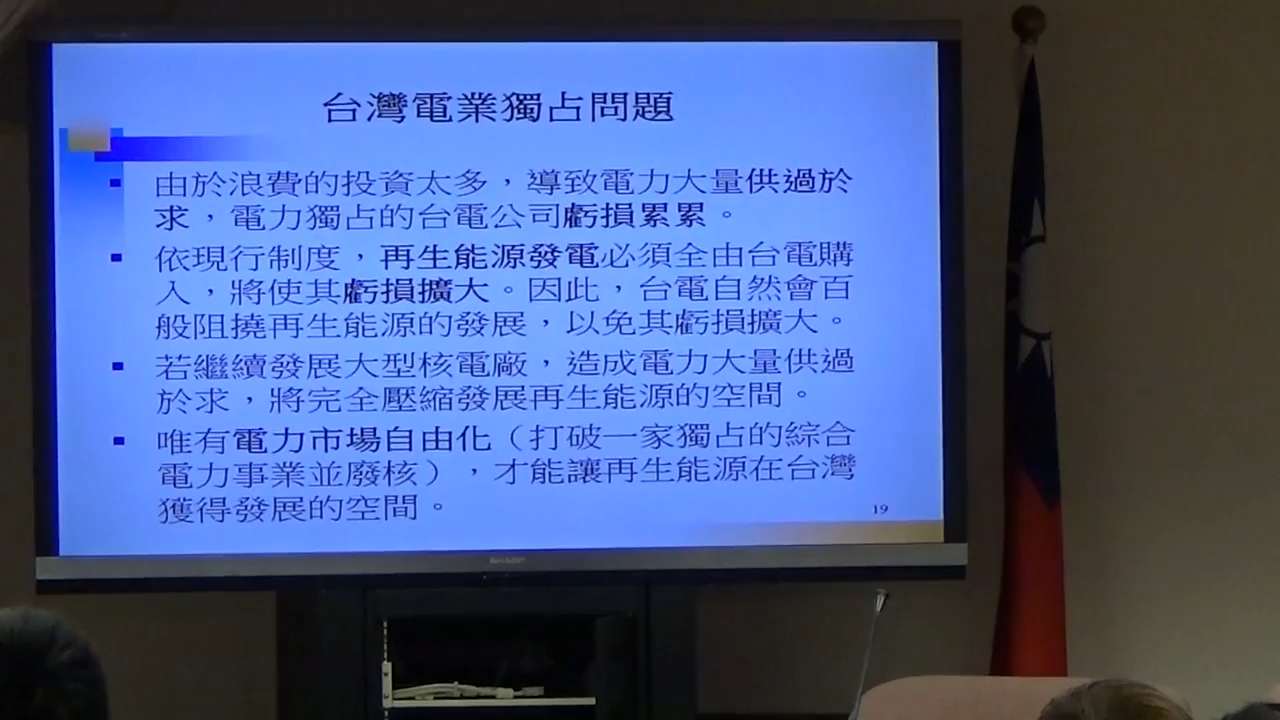 台灣電業獨占問題
由於浪費的投資太多，導致電力大量供過於
求，電力獨占的台電公司虧損累累。
依現行制度，再生能源發電必須全由台電購
入，將使其虧損擴大。因此，台電自然會百
般阻撓再生能源的發展，以免其虧損擴大。
若繼續發展大型核電廠，造成電力大量供過
於求，將完全壓縮發展再生能源的空間。
唯有電力市場自由化（打破一家獨占的綜合
電力事業並廢核），才能讓再生能源在台灣
獲得發展的空間。
19